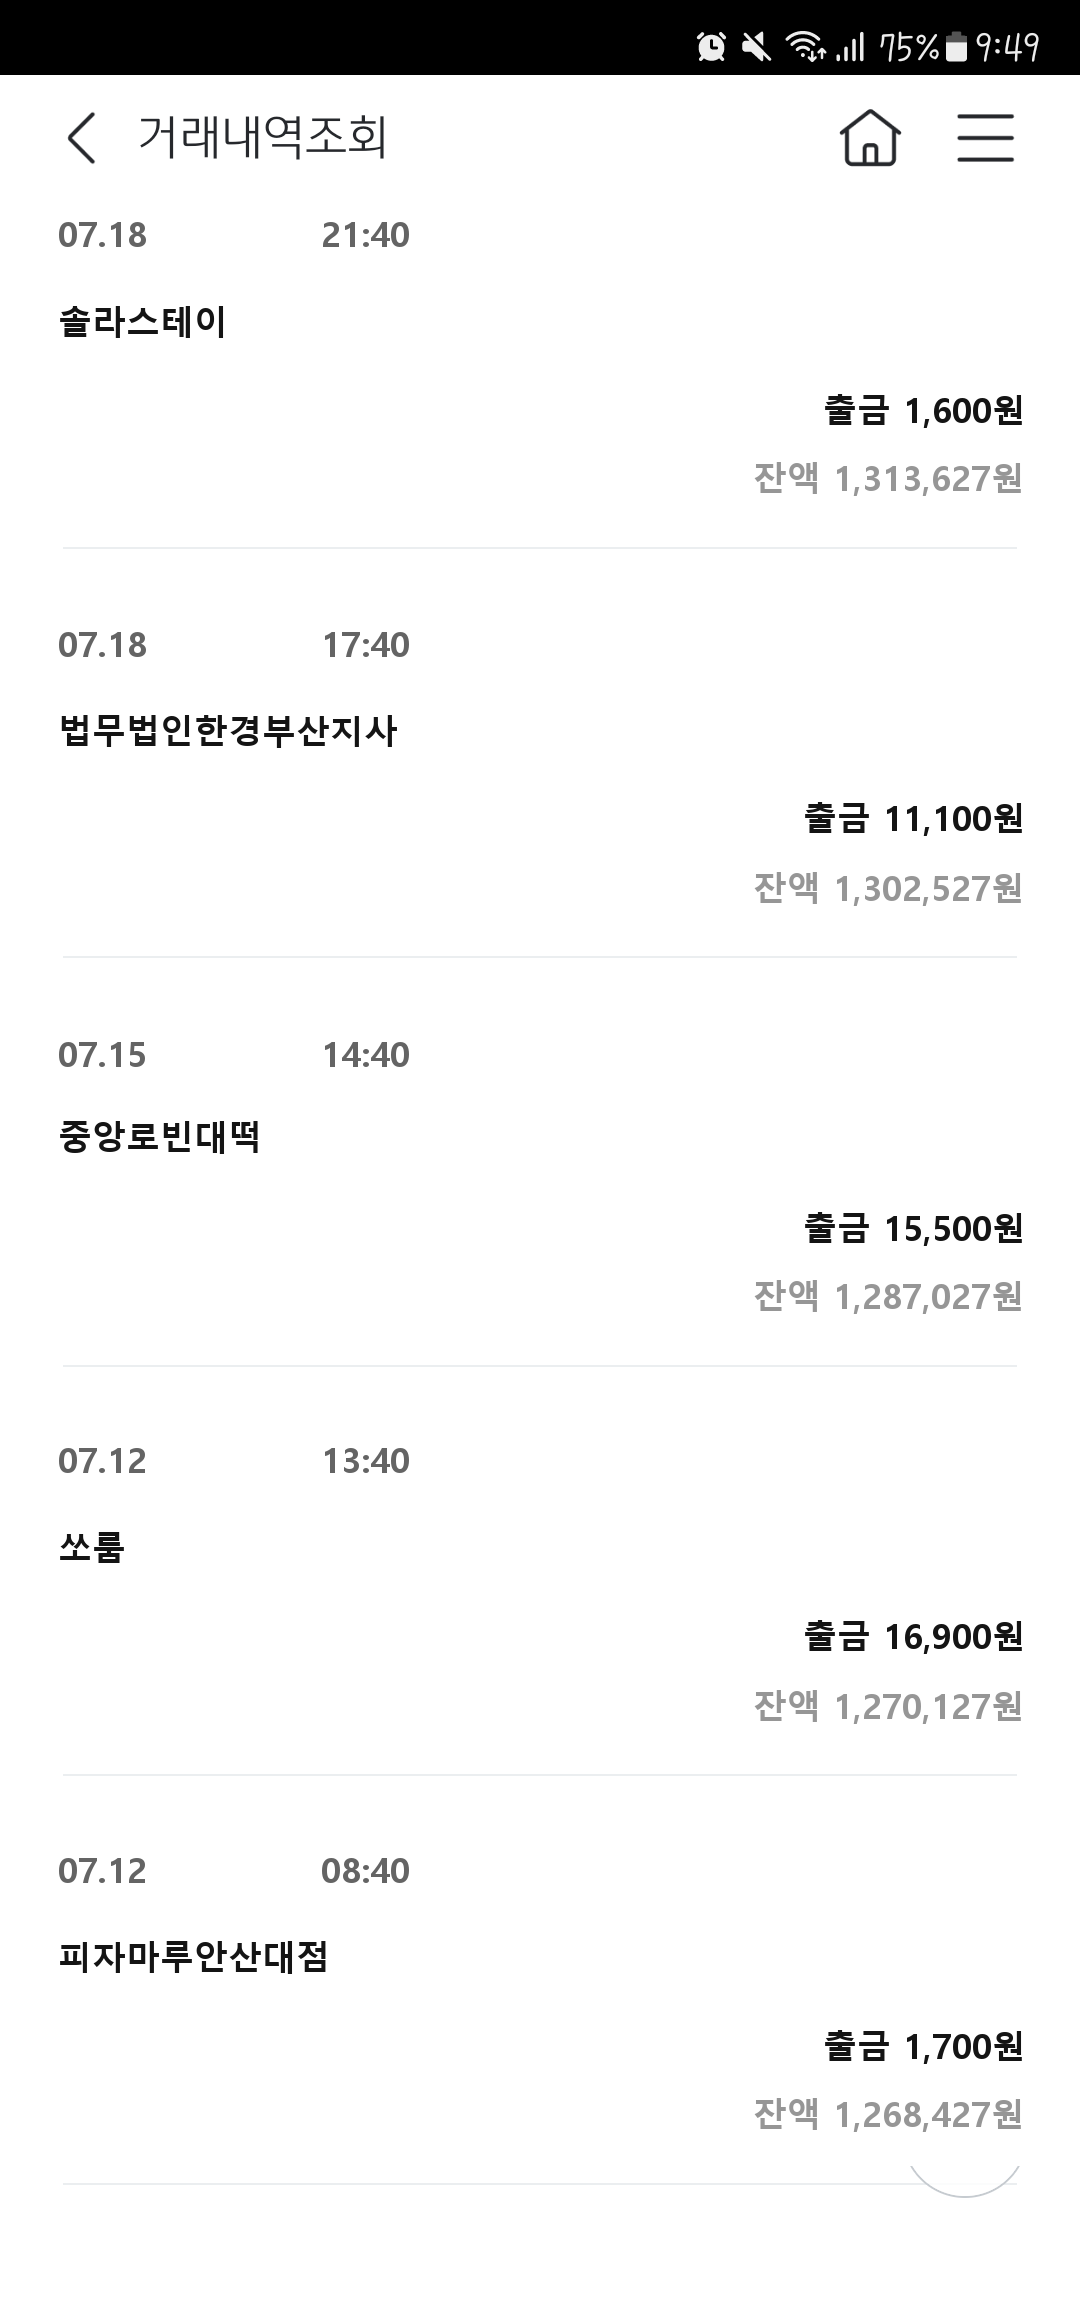 75% 9:49
거래내역조회
07.18 21:40
솔라스테이
출금 1,600원
잔액 1,313,627원
07.18 17:40
법무법인한경부산지사
출금 11,100원
잔액 1,302,527원
07.15 14:40
중앙로빈대떡
출금 15,500원
잔액 1,287,027원
07.12 13:40
쏘룸
출금 16,900원
잔액 1,270,127원
07.12 08:40
피자마루안산대점
출금 1,700원
잔액 1,268,427원